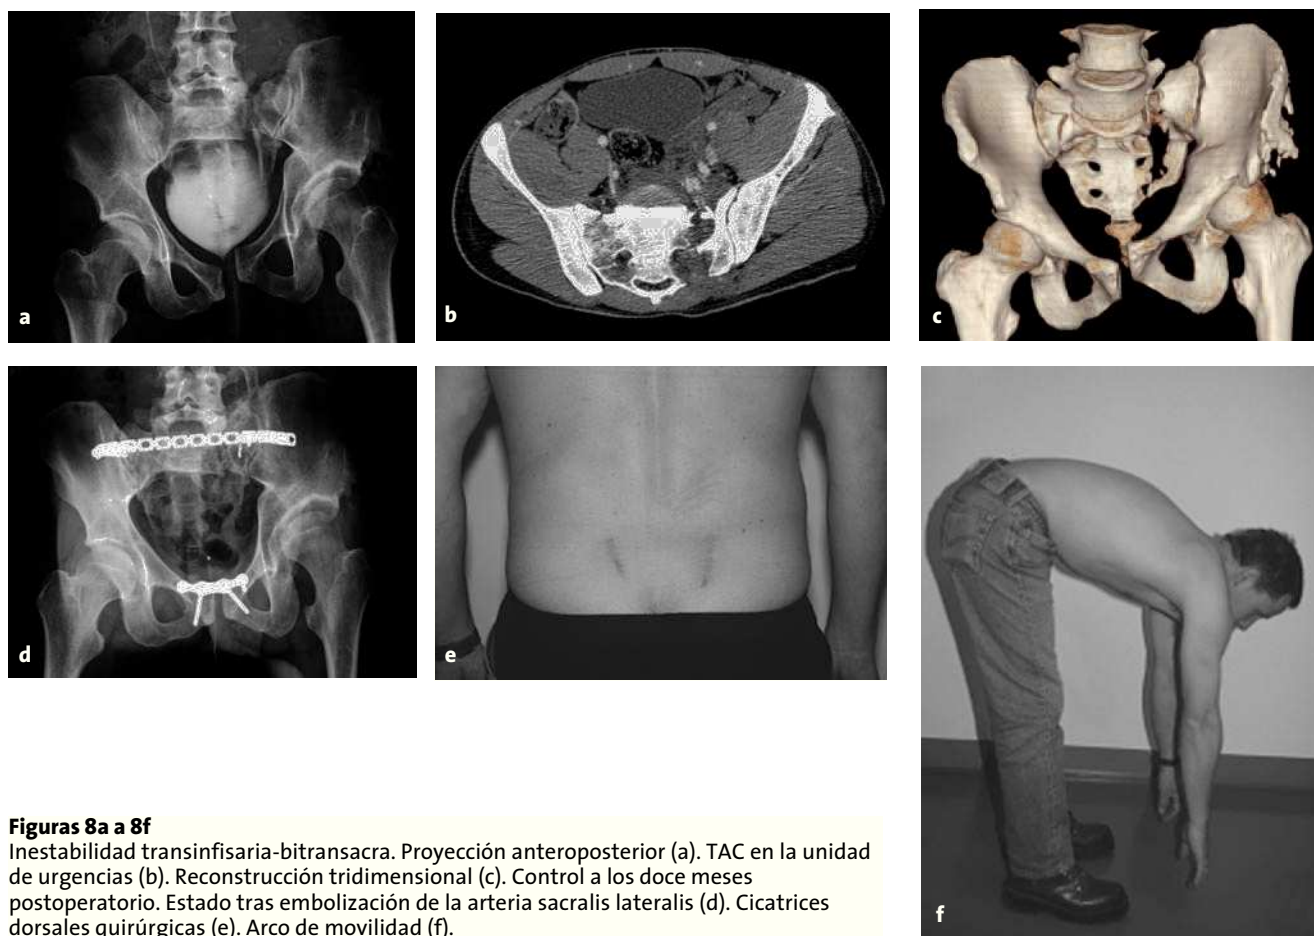 a
b
c
d
e
f
Figuras 8a a 8f
Inestabilidad transinfisaria-bitransacra. Proyección anteroposterior (a). TAC en la unidad
de urgencias (b). Reconstrucción tridimensional (c). Control a los doce meses
postoperatorio. Estado tras embolización de la arteria sacralis lateralis (d). Cicatrices
dorsales quirúrgicas (e). Arco de movilidad (f).